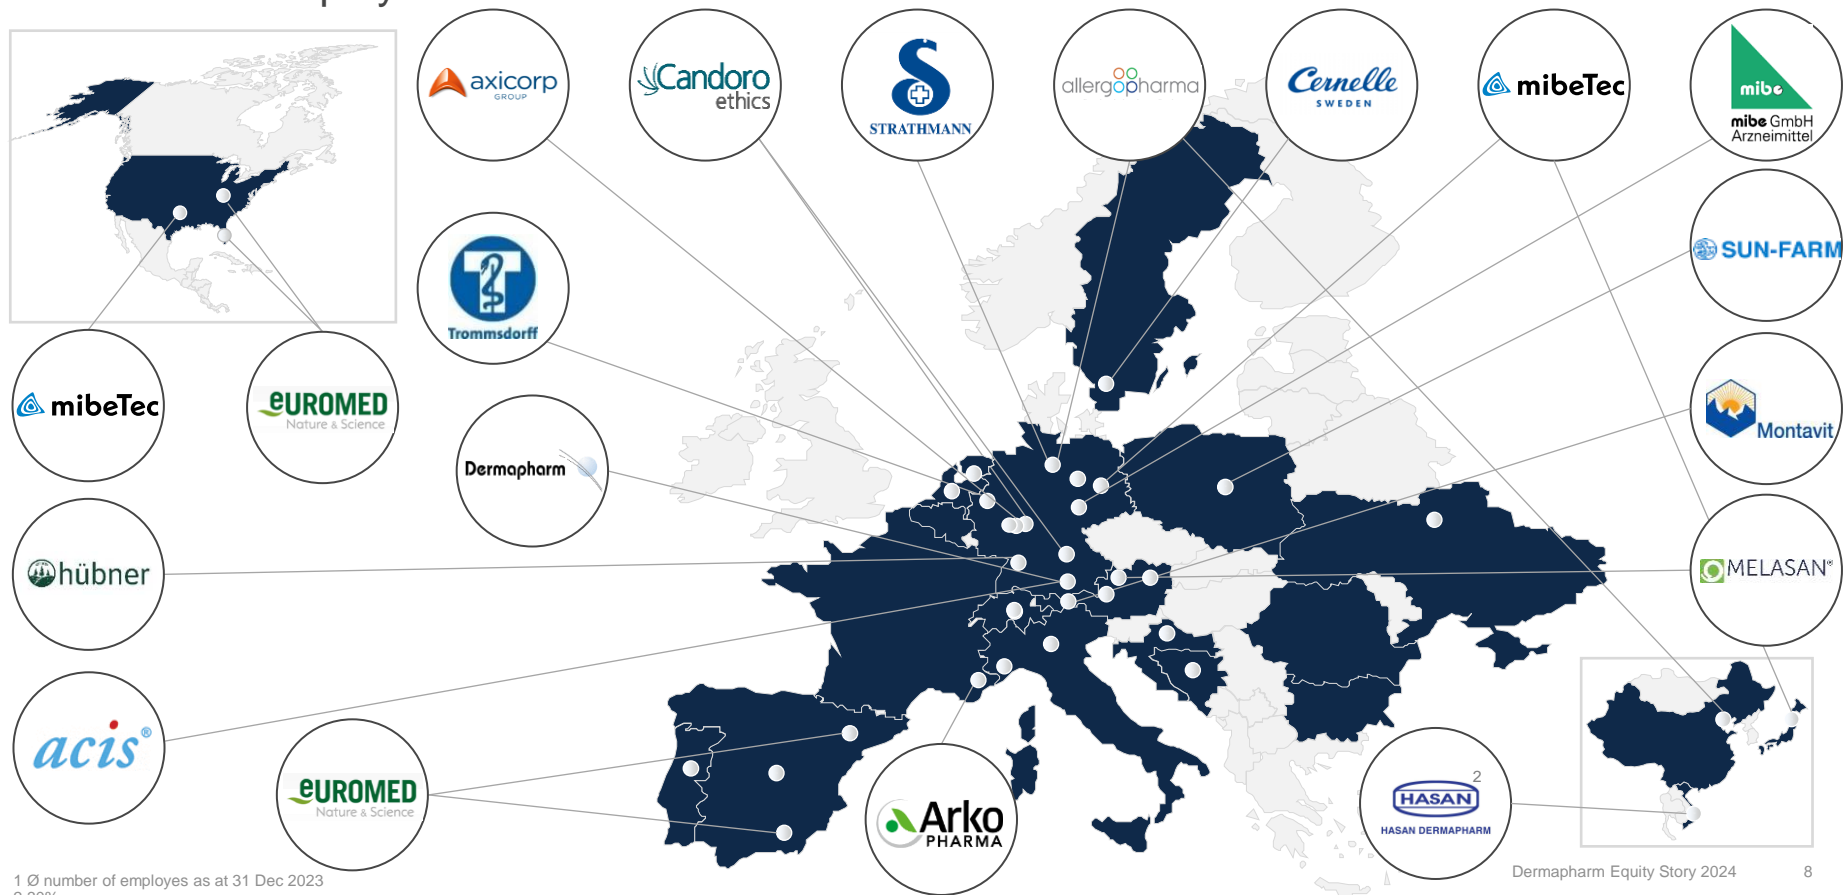 axicorp
GROUP
Candoro
ethics
STRATHMANN
allergopharma
Cernelle
SWEDEN
mibeTec
mibe
mibe GmbH
Arzneimittel
Trommsdorff
SUN-FARM
mibeTec
EUROMED
Nature & Science
Dermapharm
Montavit
hübner
MELASAN®
acis®
EUROMED
Nature & Science
Arko
PHARMA
2
HASAN
HASAN DERMAPHARM
1 Ø number of employes as at 31 Dec 2023
Dermapharm Equity Story 2024
8